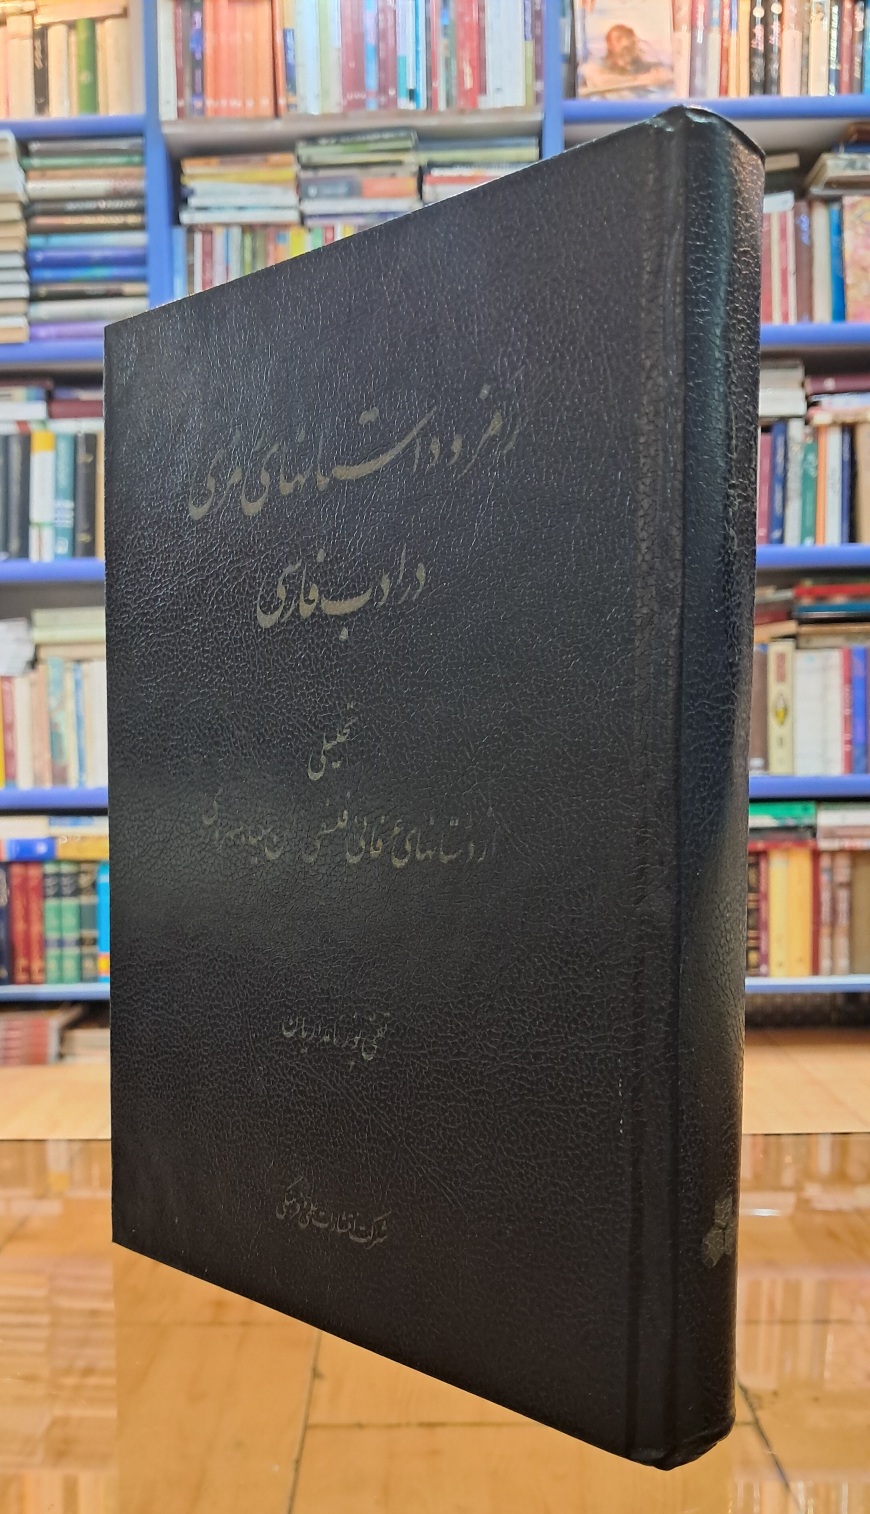 رمز و داستانهای رمزی
در ادب فارسی
تحلیلی
از داستانهای عرفانی فلسفی ابن سینا و سهروردی
تقی پورنامداریان
شرکت انتشارات علمی و فرهنگی